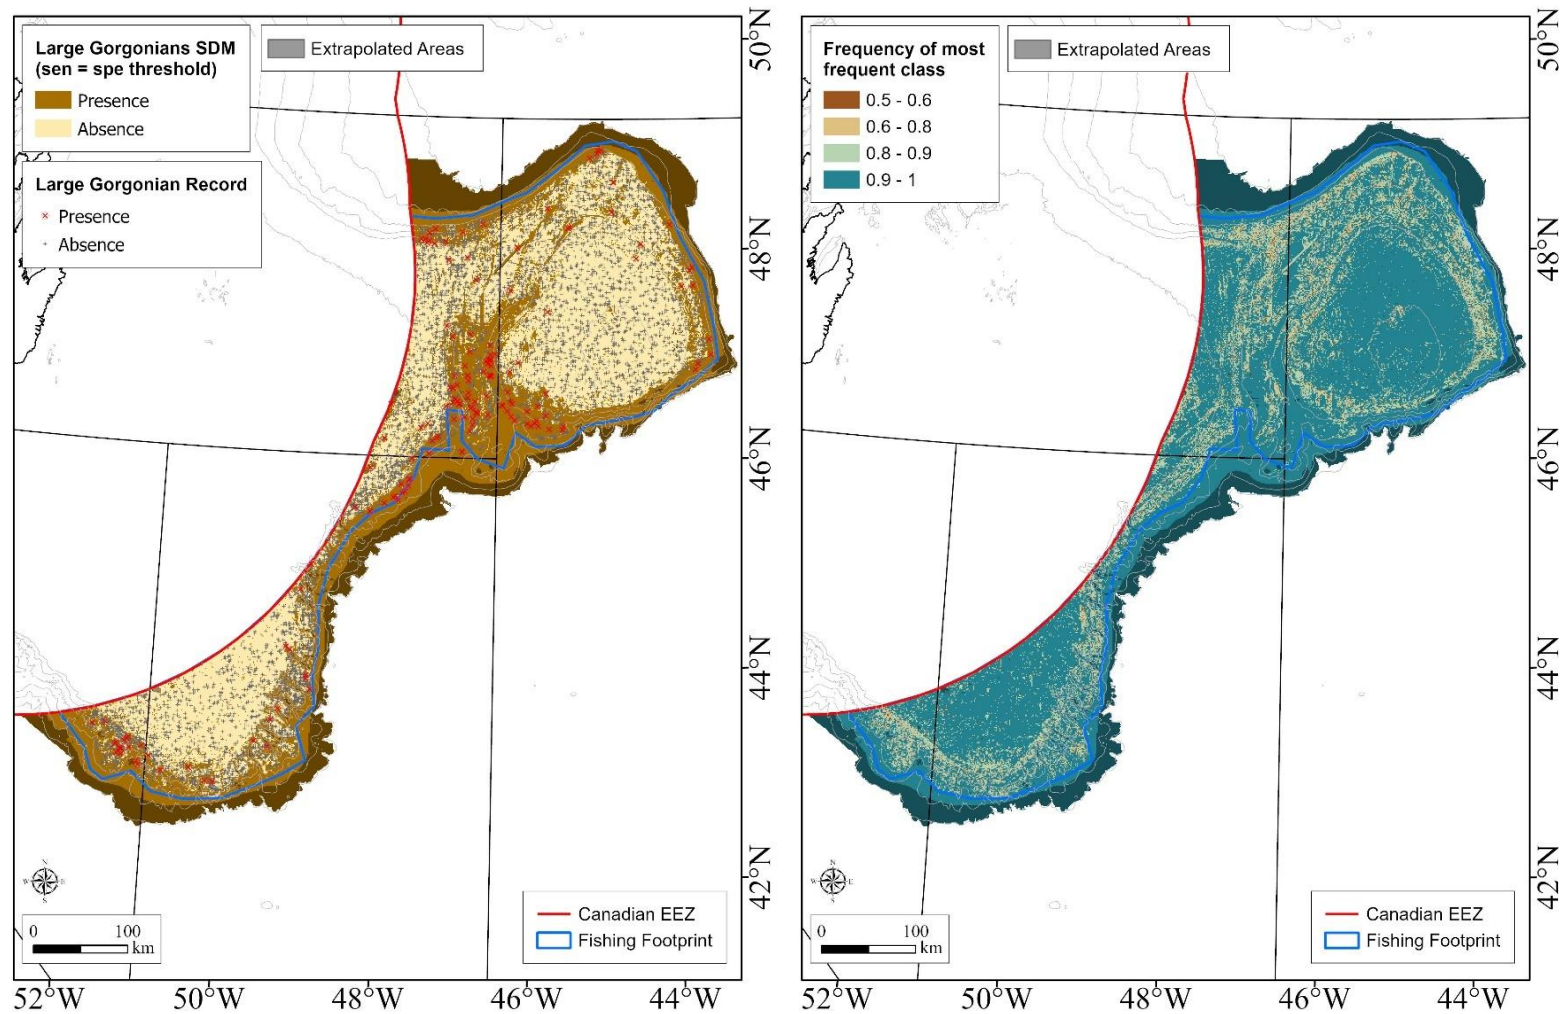 Large Gorgonians SDM
(sen = spe threshold)
Presence
Absence
Extrapolated Areas
Large Gorgonian Record
Presence
Absence
N
W E
S
0 100
km
Canadian EEZ
Fishing Footprint
52°W 50°W 48°W 46°W 44°W
50°N
48°N
46°N
44°N
42°N
Frequency of most
frequent class
0.5 - 0.6
0.6 - 0.8
0.8 - 0.9
0.9 - 1
Extrapolated Areas
N
W E
S
0 100
km
Canadian EEZ
Fishing Footprint
52°W 50°W 48°W 46°W 44°W
50°N
48°N
46°N
44°N
42°N